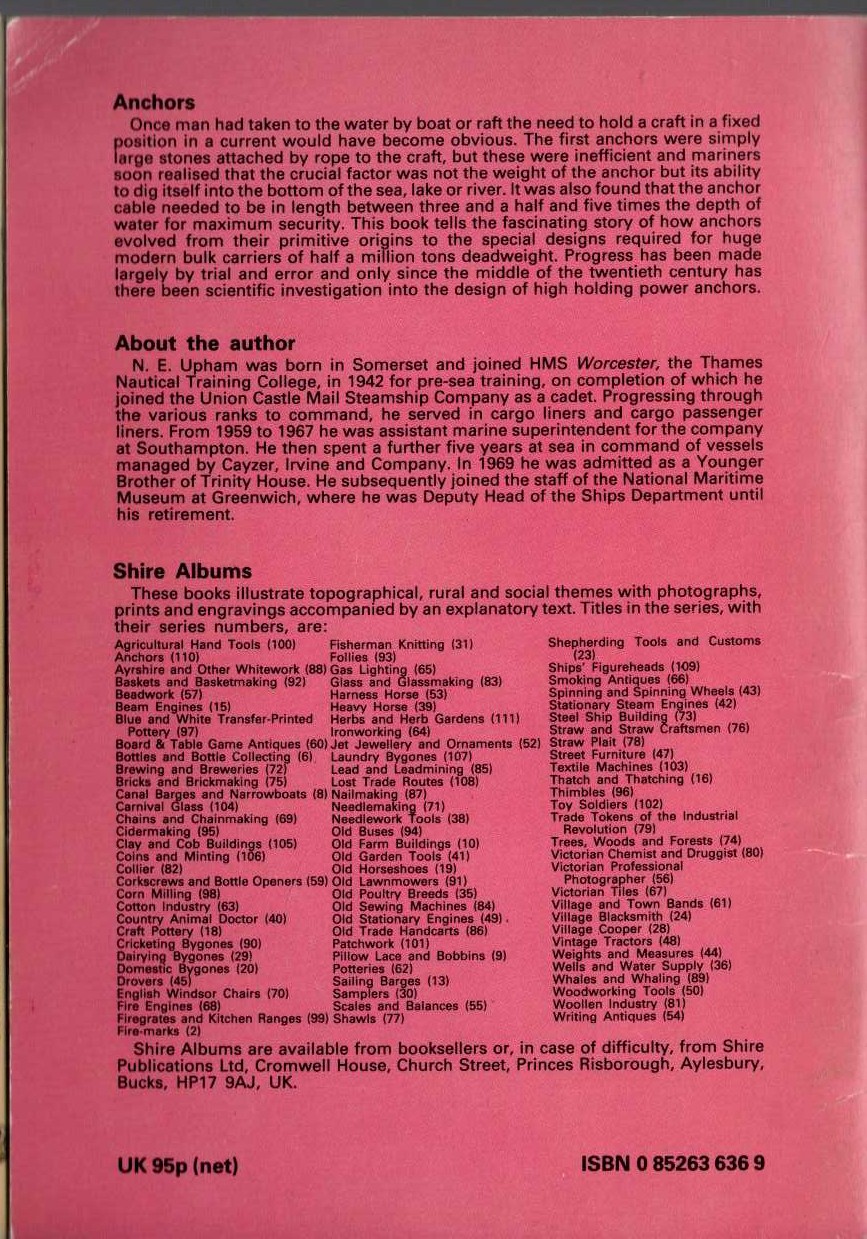 Anchors
Once man had taken to the water by boat or raft the need to hold a craft in a fixed
position in a current would have become obvious. The first anchors were simply
large stones attached by rope to the craft, but these were inefficient and mariners
soon realised that the crucial factor was not the weight of the anchor but its ability
to dig itself into the bottom of the sea, lake or river. It was also found that the anchor
cable needed to be in length between three and a half and five times the depth of
water for maximum security. This book tells the fascinating story of how anchors
evolved from their primitive origins to the special designs required for huge
modern bulk carriers of half a million tons deadweight. Progress has been made
largely by trial and error and only since the middle of the twentieth century has
there been scientific investigation into the design of high holding power anchors.
About the author
N. E. Upham was born in Somerset and joined HMS Worcester, the Thames
Nautical Training College, in 1942 for pre-sea training, on completion of which he
joined the Union Castle Mail Steamship Company as a cadet. Progressing through
the various ranks to command, he served in cargo liners and cargo passenger
liners. From 1959 to 1967 he was assistant marine superintendent for the company
at Southampton. He then spent a further five years at sea in command of vessels
managed by Cayzer, Irvine and Company. In 1969 he was admitted as a Younger
Brother of Trinity House. He subsequently joined the staff of the National Maritime
Museum at Greenwich, where he was Deputy Head of the Ships Department until
his retirement.
Shire Albums
These books illustrate topographical, rural and social themes with photographs,
prints and engravings accompanied by an explanatory text. Titles in the series, with
their series numbers, are:
Agricultural Hand Tools (100)
Anchors (110)
Ayrshire and Other Whitework (88)
Baskets and Basketmaking (92)
Beadwork (57)
Beam Engines (15)
Blue and White Transfer-Printed
Pottery (97)
Board & Table Game Antiques (60)
Bottles and Bottle Collecting (6)
Brewing and Breweries (72)
Bricks and Brickmaking (75)
Canal Barges and Narrowboats (8)
Carnival Glass (104)
Chains and Chainmaking (69)
Cidermaking (95)
Clay and Cob Buildings (105)
Coins and Minting (106)
Collier (82)
Corkscrews and Bottle Openers (59)
Corn Milling (98)
Cotton Industry (63)
Country Animal Doctor (40)
Craft Pottery (18)
Cricketing Bygones (90)
Dairying Bygones (29)
Domestic Bygones (20)
Drovers (45)
English Windsor Chairs (70)
Fire Engines (68)
Firegrates and Kitchen Ranges (99)
Fire-marks (2)
Fisherman Knitting (31)
Follies (93)
Gas Lighting (65)
Glass and Glassmaking (83)
Harness Horse (53)
Heavy Horse (39)
Herbs and Herb Gardens (111)
Ironworking (64)
Jet Jewellery and Ornaments (52)
Laundry Bygones (107)
Lead and Leadmining (85)
Lost Trade Routes (108)
Nailmaking (87)
Needlemaking (71)
Needlework Tools (38)
Old Buses (94)
Old Farm Buildings (10)
Old Garden Tools (41)
Old Horseshoes (19)
Old Lawnmowers (91)
Old Poultry Breeds (35)
Old Sewing Machines (84)
Old Stationary Engines (49)
Old Trade Handcarts (86)
Patchwork (101)
Pillow Lace and Bobbins (9)
Potteries (62)
Sailing Barges (13)
Samplers (30)
Scales and Balances (55)
Shawls (77)
Shepherding Tools and Customs
(23)
Ships' Figureheads (109)
Smoking Antiques (66)
Spinning and Spinning Wheels (43)
Stationary Steam Engines (42)
Steel Ship Building (73)
Straw and Straw Craftsmen (76)
Straw Plait (78)
Street Furniture (47)
Textile Machines (103)
Thatch and Thatching (16)
Thimbles (96)
Toy Soldiers (102)
Trade Tokens of the Industrial
Revolution (79)
Trees, Woods and Forests (74)
Victorian Chemist and Druggist (80)
Victorian Professional
Photographer (56)
Victorian Tiles (67)
Village and Town Bands (61)
Village Blacksmith (24)
Village Cooper (28)
Vintage Tractors (48)
Weights and Measures (44)
Wells and Water Supply (36)
Whales and Whaling (89)
Woodworking Tools (50)
Woollen Industry (81)
Writing Antiques (54)
Shire Albums are available from booksellers or, in case of difficulty, from Shire
Publications Ltd, Cromwell House, Church Street, Princes Risborough, Aylesbury,
Bucks, HP17 9AJ, UK.
UK 95p (net)
ISBN 0 85263 636 9